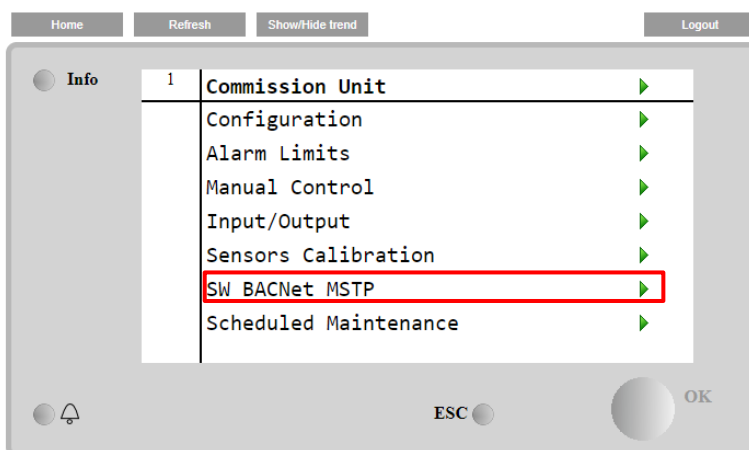 Home Refresh Show/Hide trend Logout
Info
1 Commission Unit
Configuration
Alarm Limits
Manual Control
Input/Output
Sensors Calibration
SW BACNet MSTP
Scheduled Maintenance
ESC OK